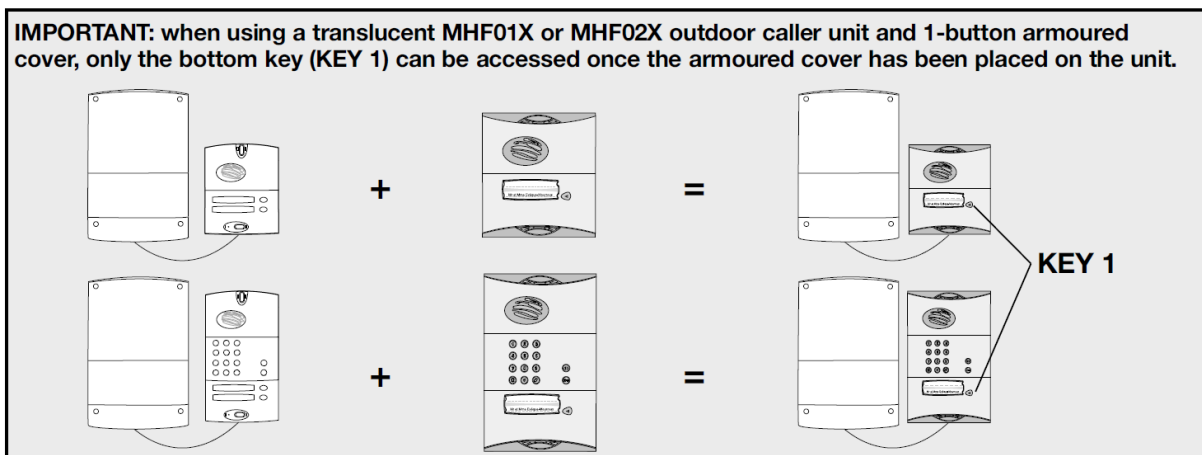 IMPORTANT: when using a translucent MHF01X or MHF02X outdoor caller unit and 1-button armoured
cover, only the bottom key (KEY 1) can be accessed once the armoured cover has been placed on the unit.
+
=
KEY 1
+
=